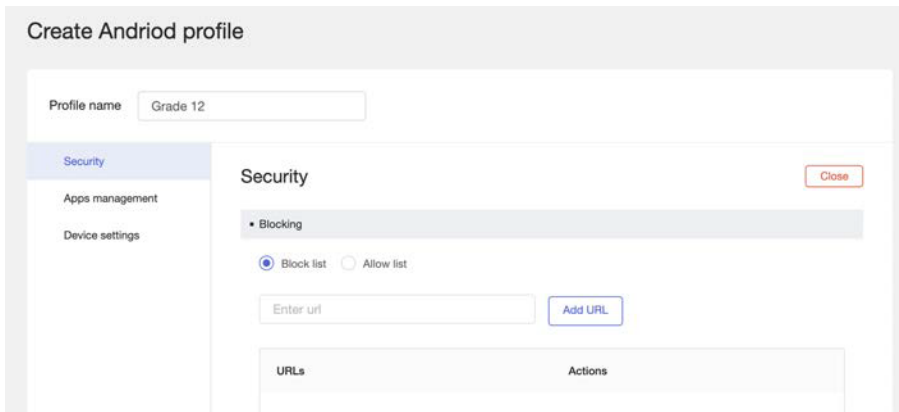 Create Andriod profile
Profile name Grade 12
Security
Apps management
Device settings
Security
Close
Blocking
Block list Allow list
Enter url Add URL
URLs Actions